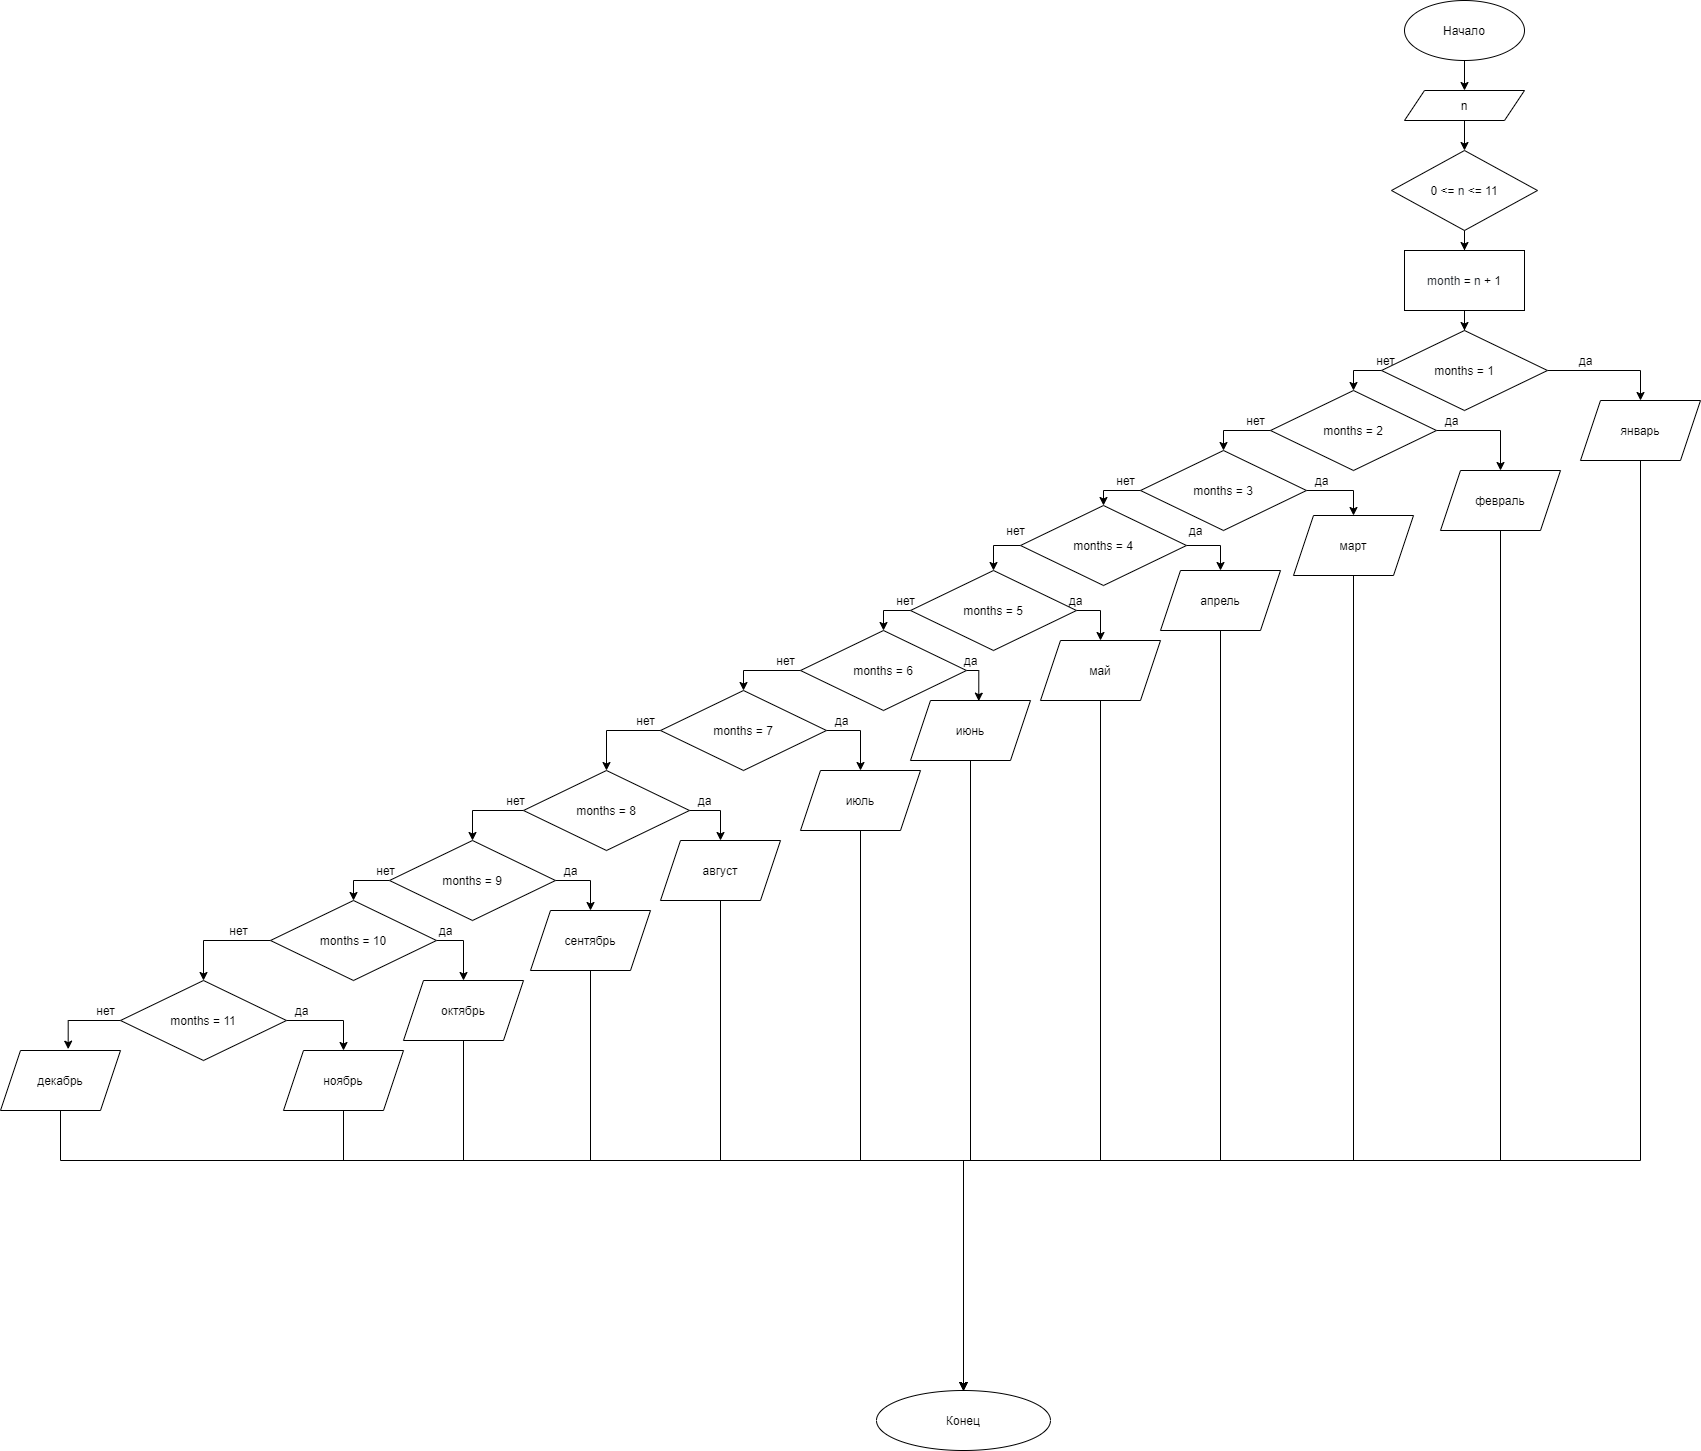 Начало
n
0 <= n <= 11
month = n + 1
нет
months = 1
да
нет
months = 2
да
январь
нет
months = 3
да
февраль
нет
months = 4
да
март
нет
months = 5
да
апрель
нет
months = 6
да
май
нет
months = 7
да
июнь
нет
months = 8
да
июль
нет
months = 9
да
август
нет
months = 10
да
сентябрь
нет
months = 11
да
октябрь
декабрь
ноябрь
Конец